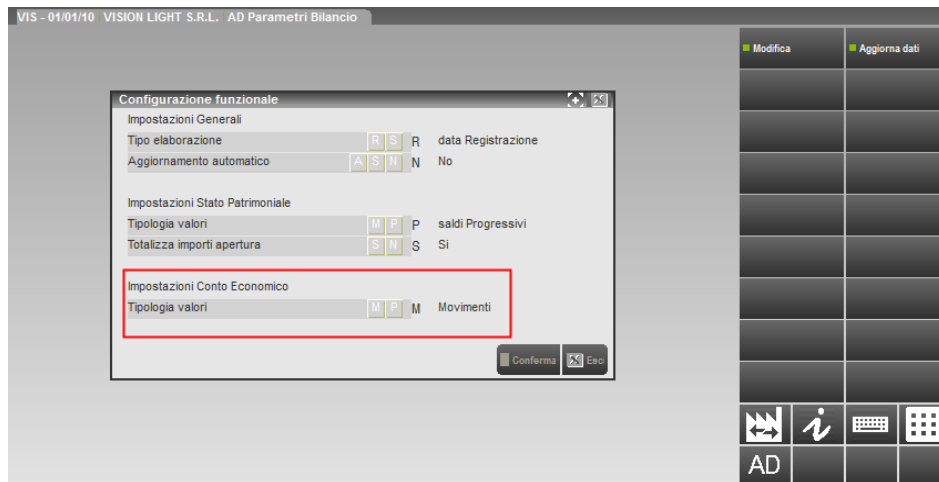 VIS - 01/01/10 VISION LIGHT S.R.L. AD Parametri Bilancio
Modifica Aggiorna dati
Configurazione funzionale
Impostazioni Generali
Tipo elaborazione R S R data Registrazione
Aggiornamento automatico A S N N No
Impostazioni Stato Patrimoniale
Tipologia valori M P P saldi Progressivi
Totalizza importi apertura S N S Si
Impostazioni Conto Economico
Tipologia valori M P M Movimenti
Conferma Esci
AD